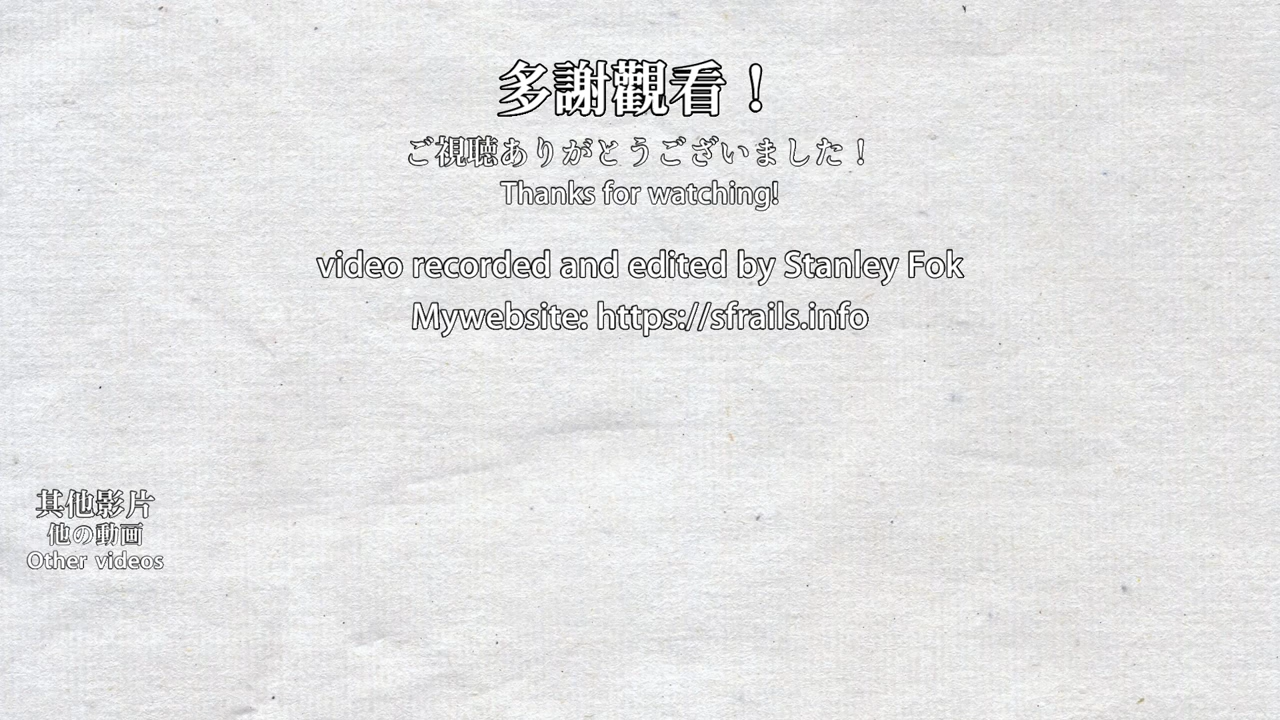 多謝觀看！
ご視聴ありがとうございました！
Thanks for watching!
video recorded and edited by Stanley Fok
Mywebsite: https://sfrails.info
其他影片
他の動画
Other videos